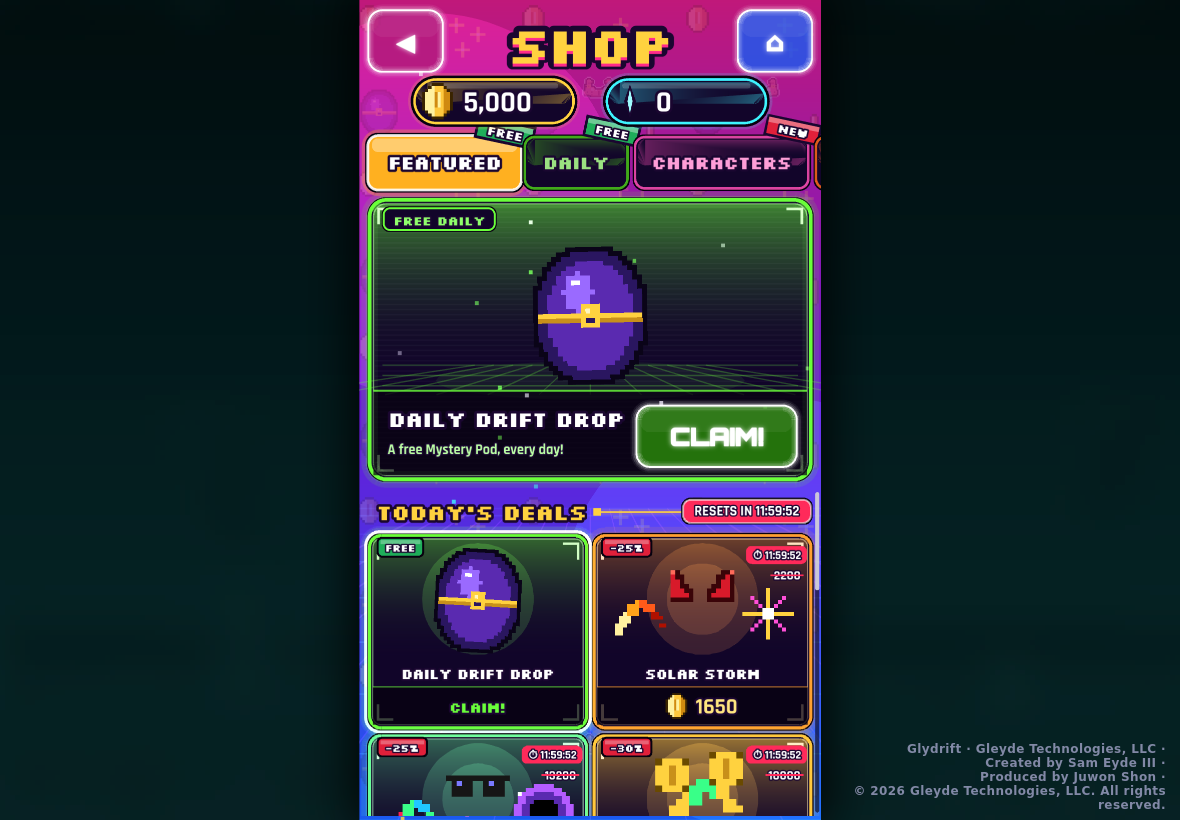 SHOP
5,000
0
FREE
FREE
NEW
FEATURED
DAILY
CHARACTERS
FREE DAILY
DAILY DRIFT DROP
A free Mystery Pod, every day!
CLAIM!
TODAY'S DEALS
RESETS IN 11:59:52
FREE
DAILY DRIFT DROP
CLAIM!
-25%
11:59:52
2200
SOLAR STORM
1650
-25%
11:59:52
13200
-30%
11:59:52
Glydrift · Gleyde Technologies, LLC ·
Created by Sam Eyde III ·
Produced by Juwon Shon ·
© 2026 Gleyde Technologies, LLC. All rights
reserved.